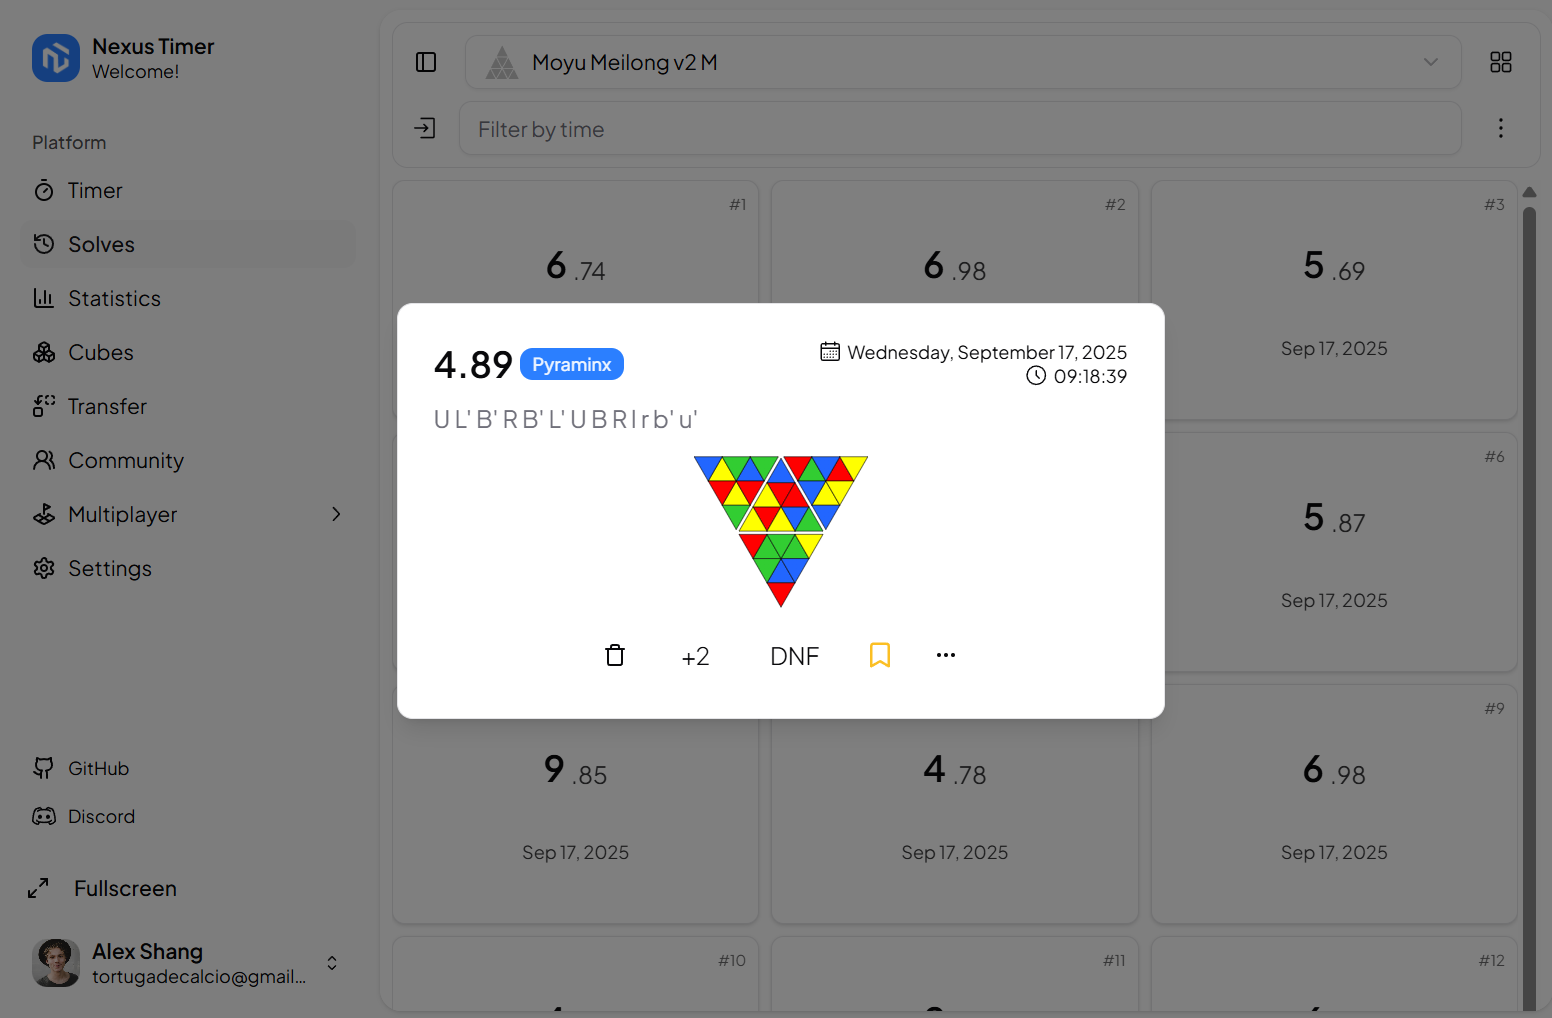 Nexus Timer
Welcome!
Platform
Timer
Solves
Statistics
Cubes
Transfer
Community
Multiplayer
Settings
GitHub
Discord
Fullscreen
Alex Shang
tortugadecalcio@gmail...
Moyu Meilong v2 M
Filter by time
#1
6 .74
#2
6 .98
#3
5 .69
Sep 17, 2025
4.89 Pyraminx
Wednesday, September 17, 2025
09:18:39
U L' B' R B' L' U B R l r b' u'
+2
DNF
#6
5 .87
Sep 17, 2025
9 .85
Sep 17, 2025
4 .78
Sep 17, 2025
#9
6 .98
Sep 17, 2025
#10
#11
#12